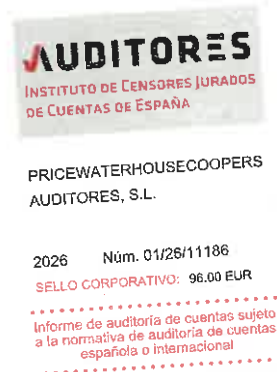 AUDITORES
INSTITUTO DE CENSORES JURADOS
DE CUENTAS DE ESPAÑA
PRICEWATERHOUSECOOPERS
AUDITORES, S.L.
2026 Núm. 01/26/11186
SELLO CORPORATIVO: 96.00 EUR
Informe de auditoría de cuentas sujeto
a la normativa de auditoría de cuentas
española o internacional